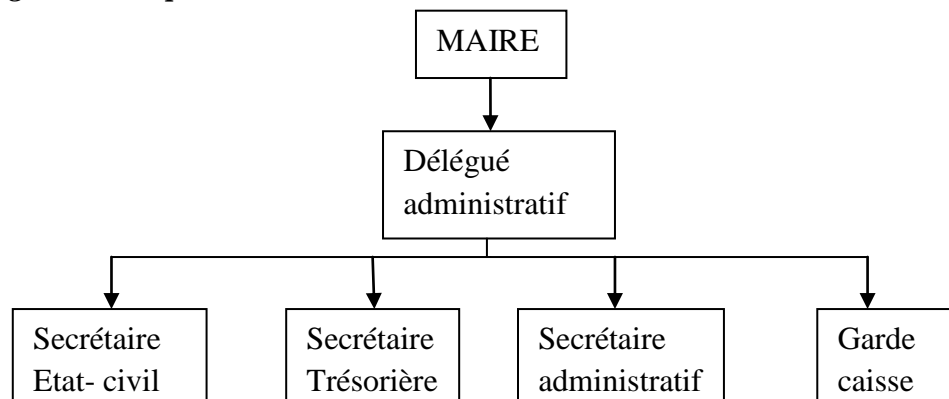 MAIRE
Délégué
administratif
Secrétaire
Etat- civil
Secrétaire
Trésorière
Secrétaire
administratif
Garde
caisse